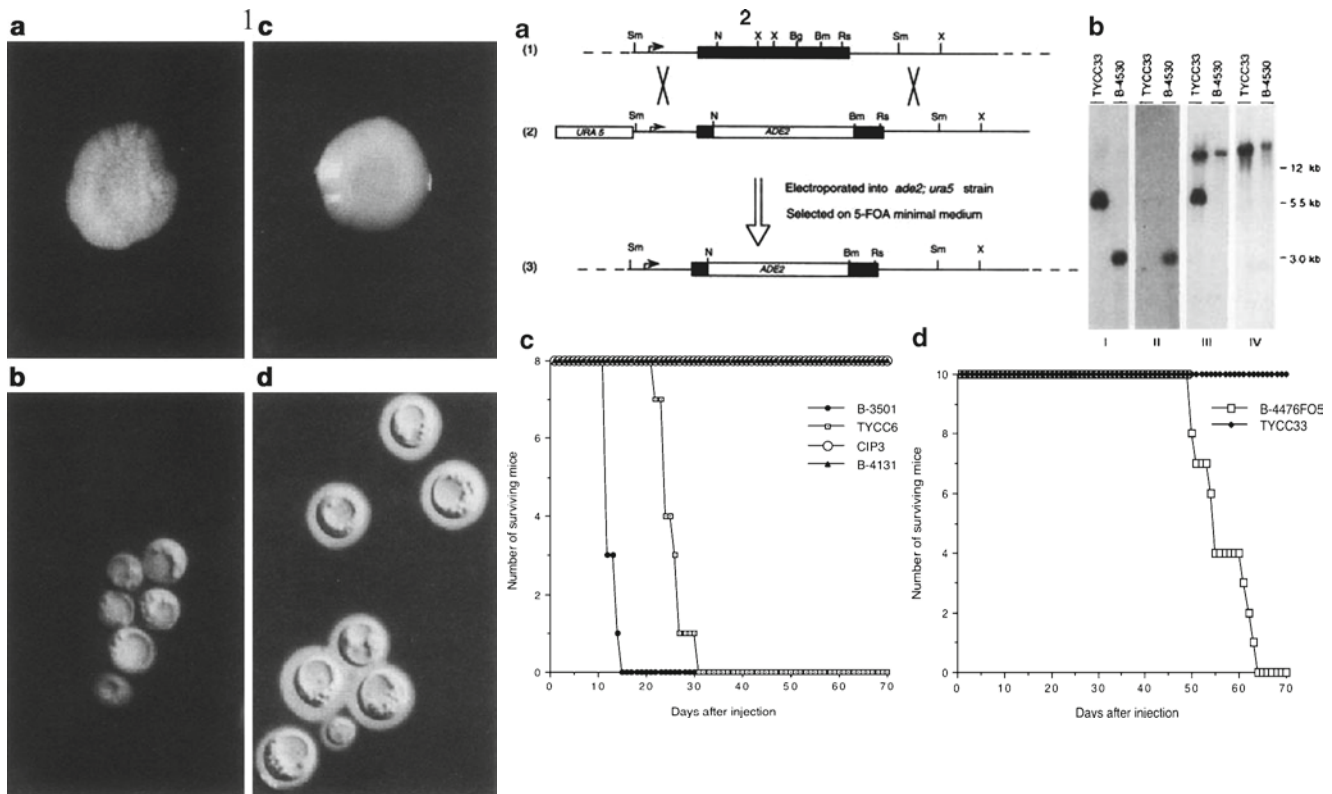 1
a
c
b
d
2
a
(1)
Sm
N
X
X
Bg
Bm
Rs
Sm
X
(2)
URA 5
Sm
N
ADE2
Bm
Rs
Sm
X
Electroporated into ade2; ura5 strain
Selected on 5-FOA minimal medium
(3)
Sm
N
ADE2
Bm
Rs
Sm
X
b
TYCC33
B-4530
TYCC33
B-4530
TYCC33
B-4530
TYCC33
B-4530
- 12 kb
- 5.5 kb
- 3.0 kb
I
II
III
IV
c
Number of surviving mice
8
6
4
2
0
B-3501
TYCC6
CIP3
B-4131
0
10
20
30
40
50
60
70
Days after injection
d
Number of surviving mice
10
8
6
4
2
0
B-4476FO5
TYCC33
0
10
20
30
40
50
60
70
Days after injection